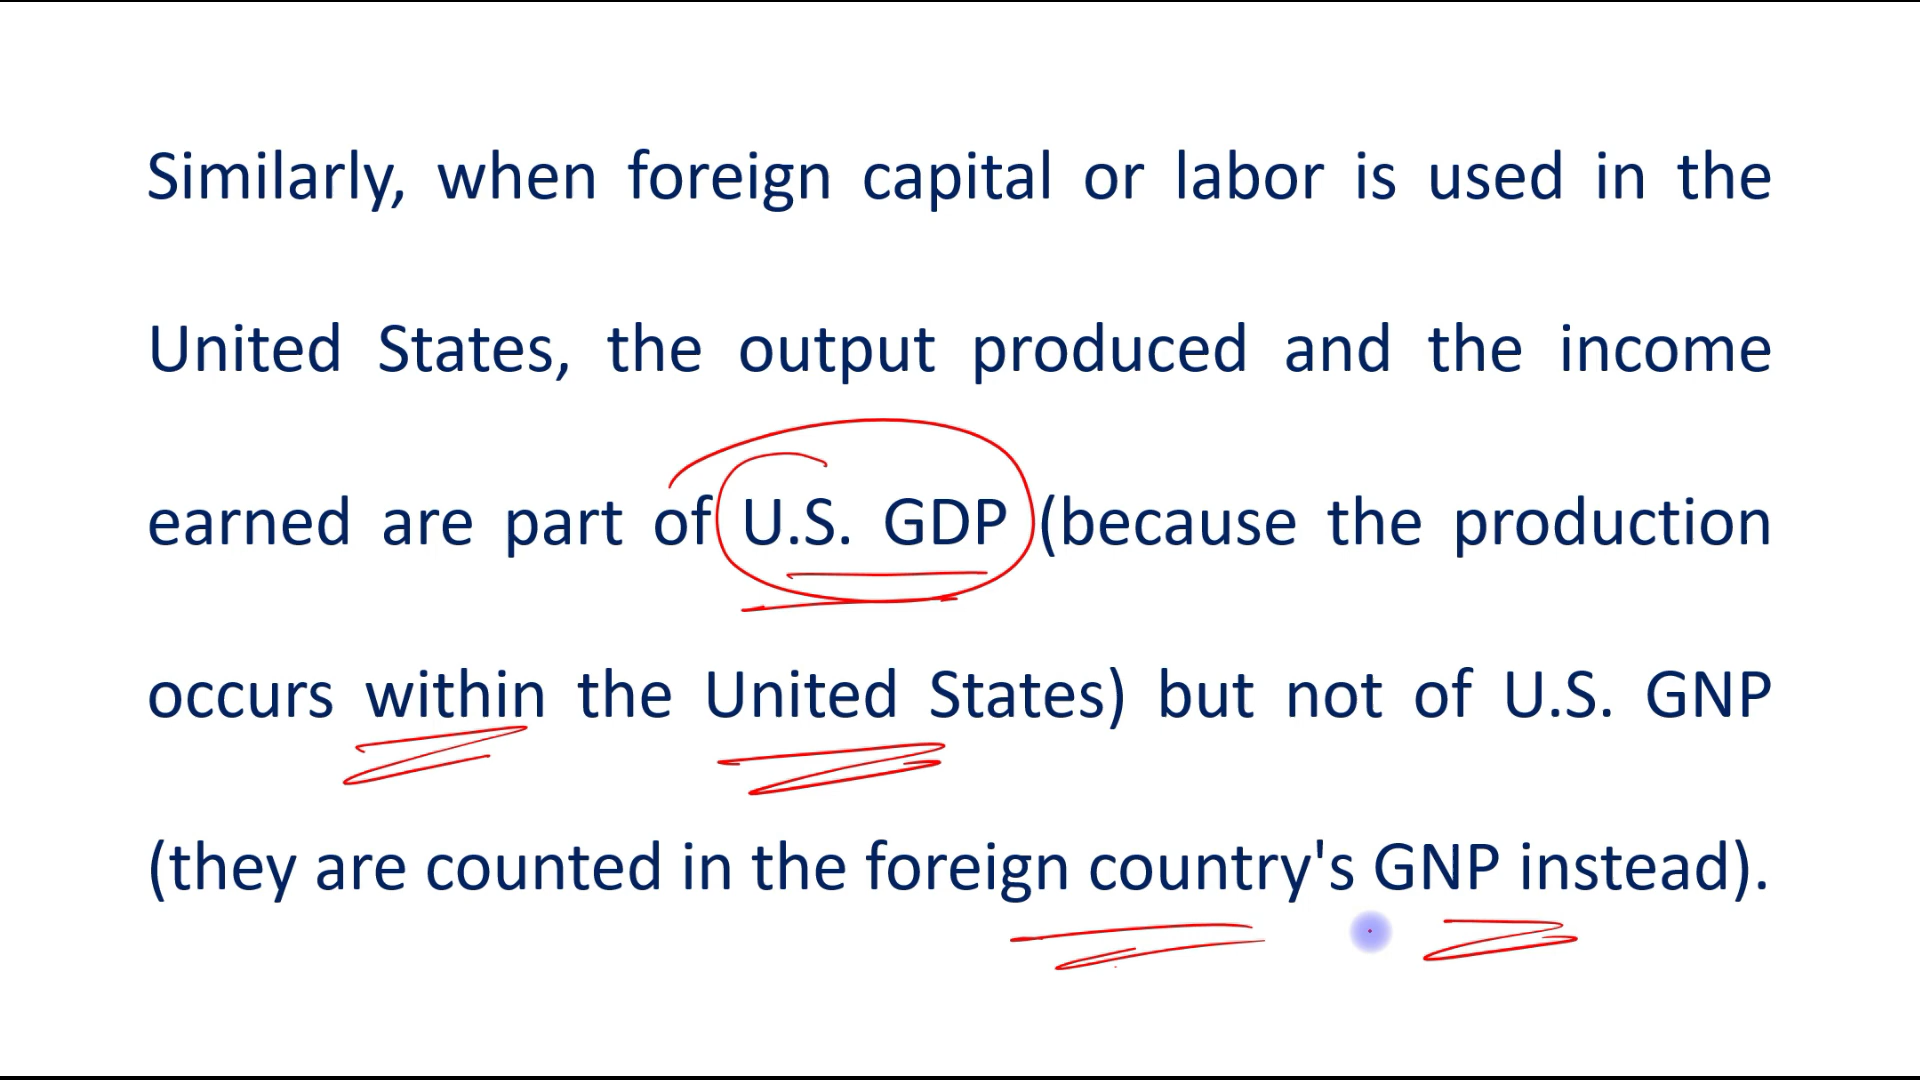 Similarly, when foreign capital or labor is used in the
United States, the output produced and the income
earned are part of U.S. GDP (because the production
occurs within the United States) but not of U.S. GNP
(they are counted in the foreign country's GNP instead).